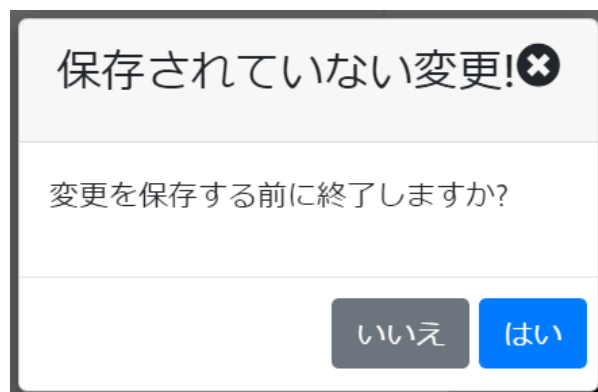 保存されていない変更!
変更を保存する前に終了しますか?
いいえ はい